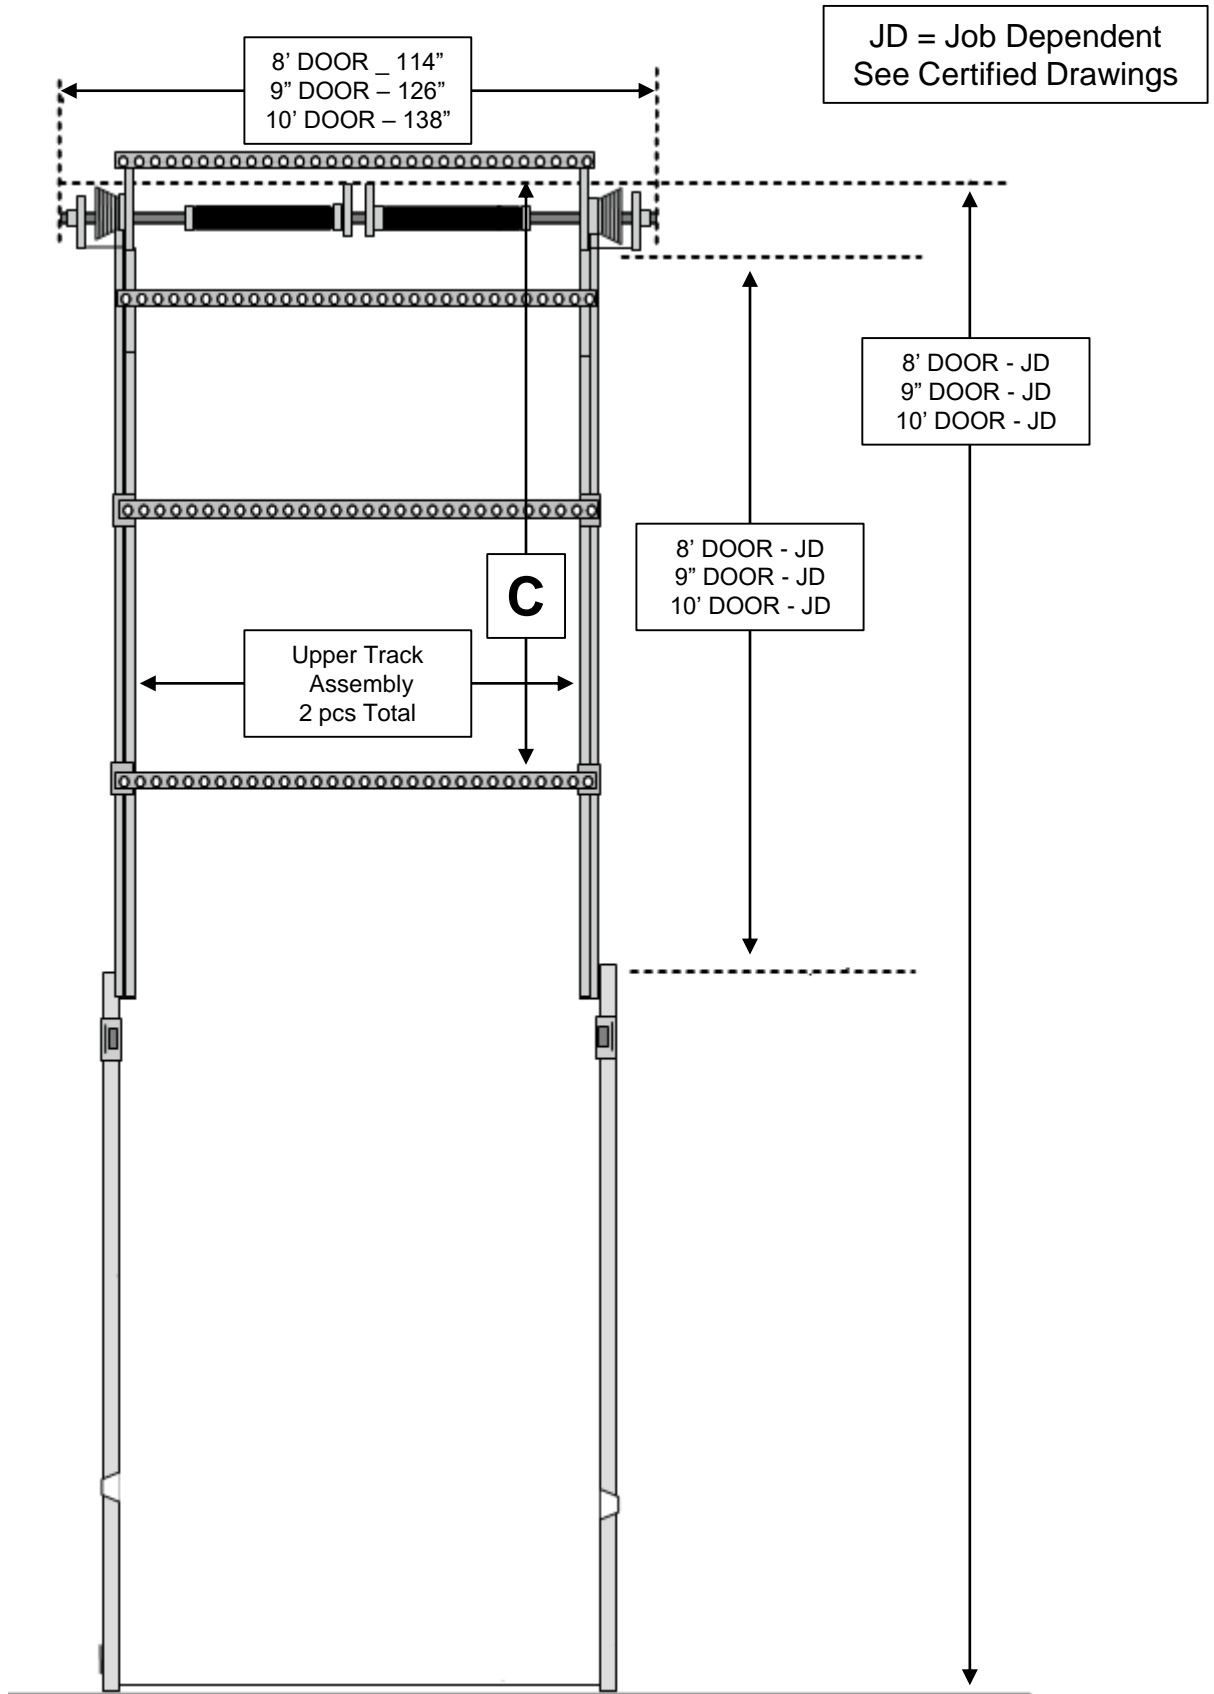 JD = Job Dependent
See Certified Drawings
8’ DOOR _ 114”
9” DOOR – 126”
10’ DOOR – 138”
8’ DOOR - JD
9” DOOR - JD
10’ DOOR - JD
8’ DOOR - JD
9” DOOR - JD
10’ DOOR - JD
C
Upper Track
Assembly
2 pcs Total